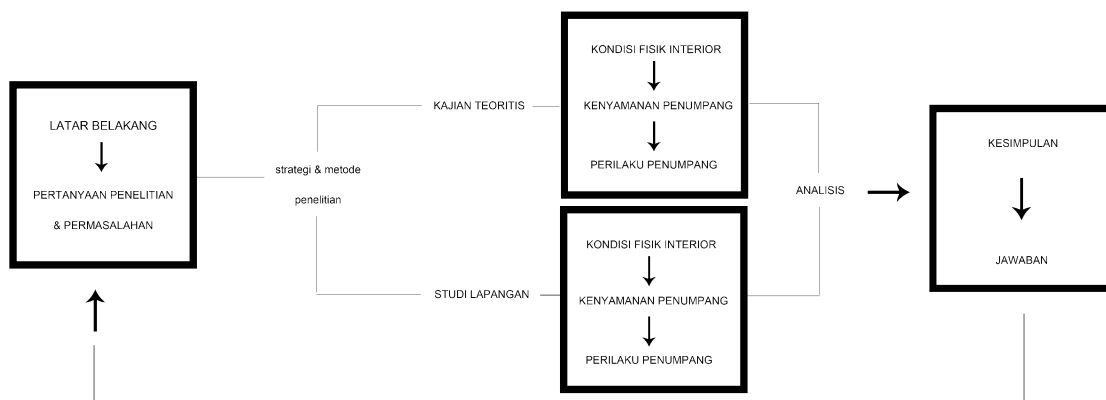 LATAR BELAKANG
PERTANYAAN PENELITIAN
& PERMASALAHAN
strategi & metode
penelitian
KAJIAN TEORITIS
STUDI LAPANGAN
KONDISI FISIK INTERIOR
KENYAMANAN PENUMPANG
PERILAKU PENUMPANG
KONDISI FISIK INTERIOR
KENYAMANAN PENUMPANG
PERILAKU PENUMPANG
ANALISIS
KESIMPULAN
JAWABAN